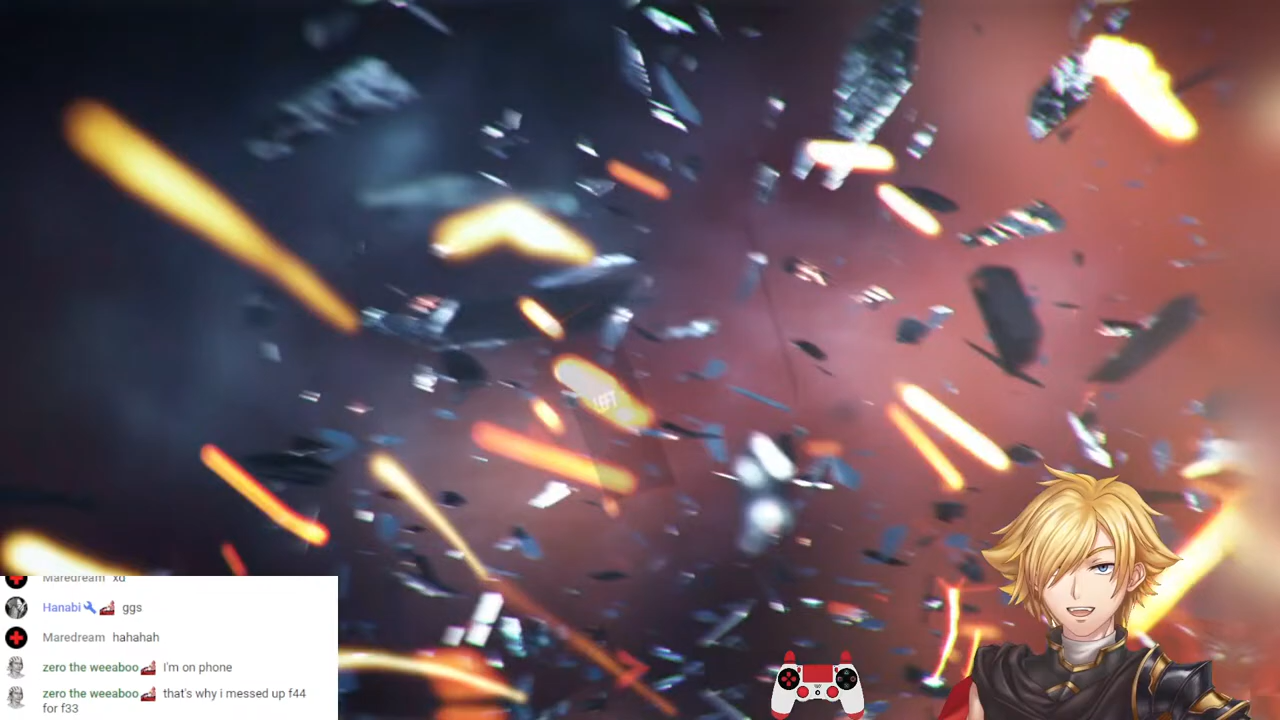 LEFT
Maredream xd
Hanabi ggs
Maredream hahahah
zero the weeaboo I'm on phone
zero the weeaboo that's why i messed up f44
for f33